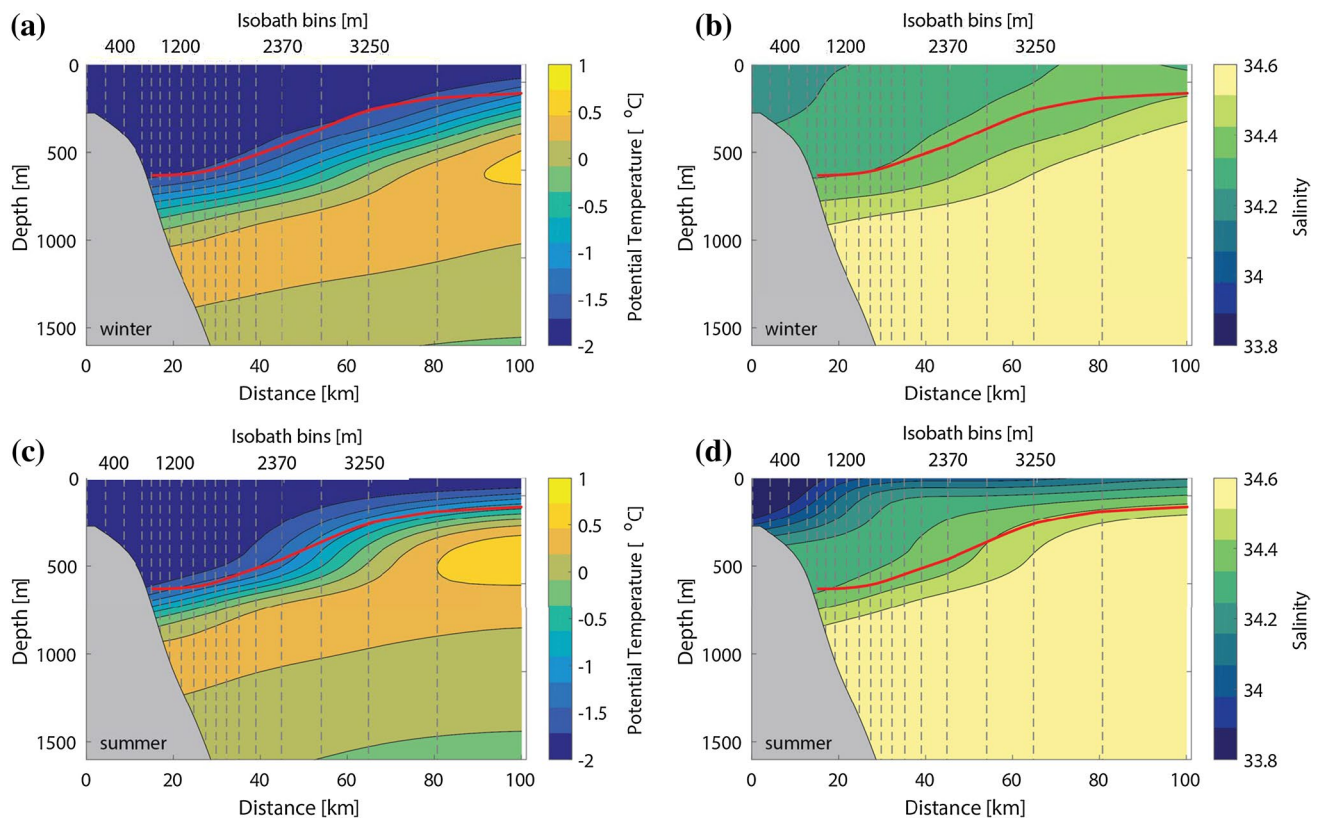 (a)
Isobath bins [m]
400 1200 2370 3250
0
500
1000
1500
Depth [m]
winter
0 20 40 60 80 100
Distance [km]
1
0.5
0
-0.5
-1
-1.5
-2
Potential Temperature [ °C]
(b)
Isobath bins [m]
400 1200 2370 3250
0
500
1000
1500
Depth [m]
winter
0 20 40 60 80 100
Distance [km]
34.6
34.4
34.2
34
33.8
Salinity
(c)
Isobath bins [m]
400 1200 2370 3250
0
500
1000
1500
Depth [m]
summer
0 20 40 60 80 100
Distance [km]
1
0.5
0
-0.5
-1
-1.5
-2
Potential Temperature [ °C]
(d)
Isobath bins [m]
400 1200 2370 3250
0
500
1000
1500
Depth [m]
summer
0 20 40 60 80 100
Distance [km]
34.6
34.4
34.2
34
33.8
Salinity